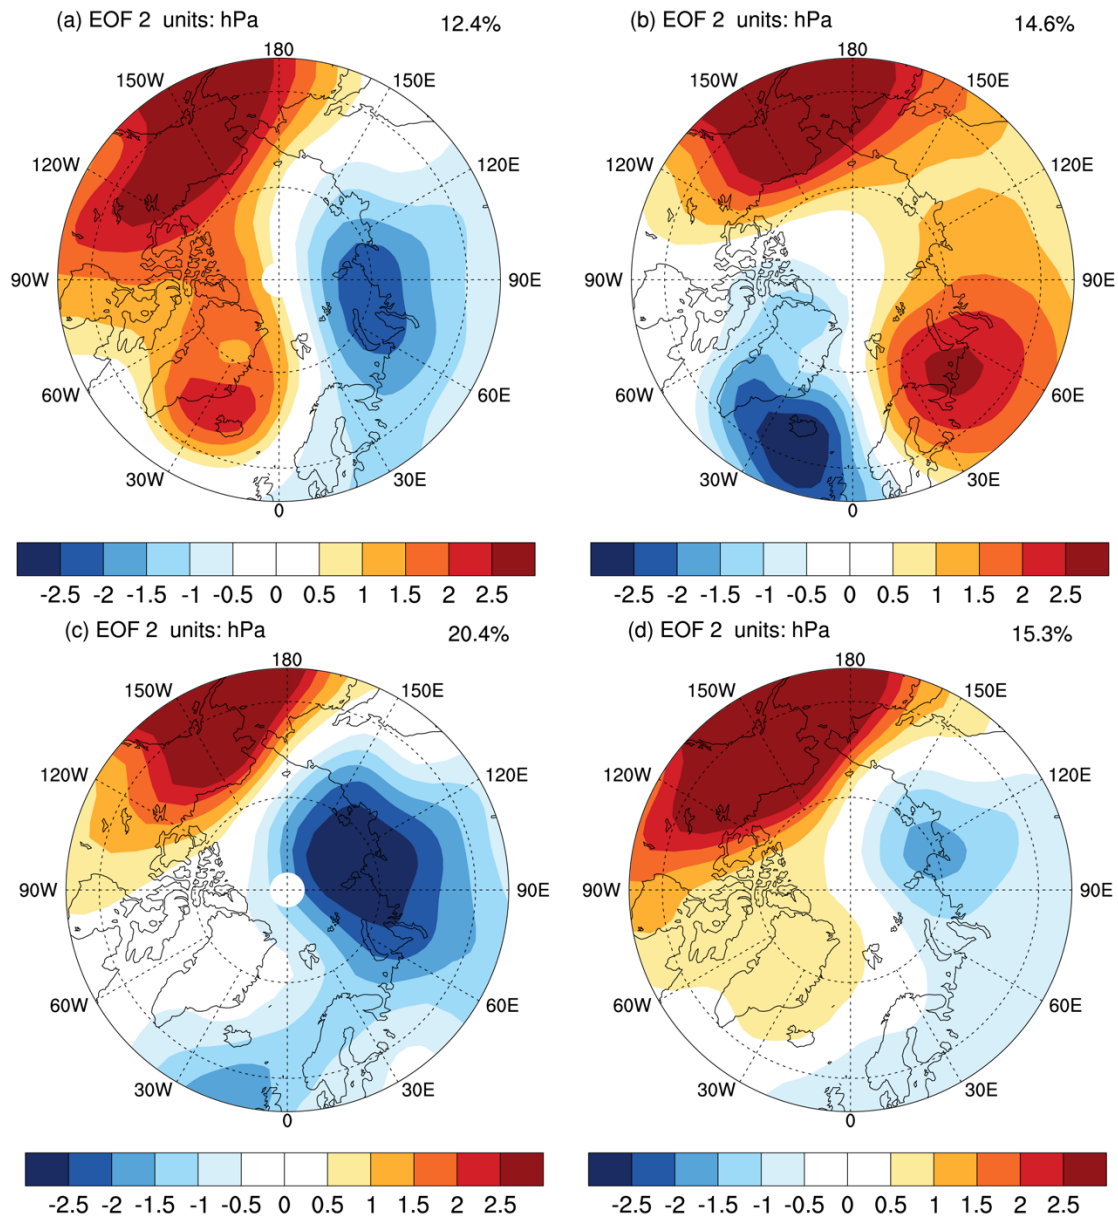 (a) EOF 2 units: hPa 12.4%
180
150W 150E
120W 120E
90W 90E
60W 60E
30W 30E
0
-2.5 -2 -1.5 -1 -0.5 0 0.5 1 1.5 2 2.5
(b) EOF 2 units: hPa 14.6%
180
150W 150E
120W 120E
90W 90E
60W 60E
30W 30E
0
-2.5 -2 -1.5 -1 -0.5 0 0.5 1 1.5 2 2.5
(c) EOF 2 units: hPa 20.4%
180
150W 150E
120W 120E
90W 90E
60W 60E
30W 30E
0
-2.5 -2 -1.5 -1 -0.5 0 0.5 1 1.5 2 2.5
(d) EOF 2 units: hPa 15.3%
180
150W 150E
120W 120E
90W 90E
60W 60E
30W 30E
0
-2.5 -2 -1.5 -1 -0.5 0 0.5 1 1.5 2 2.5